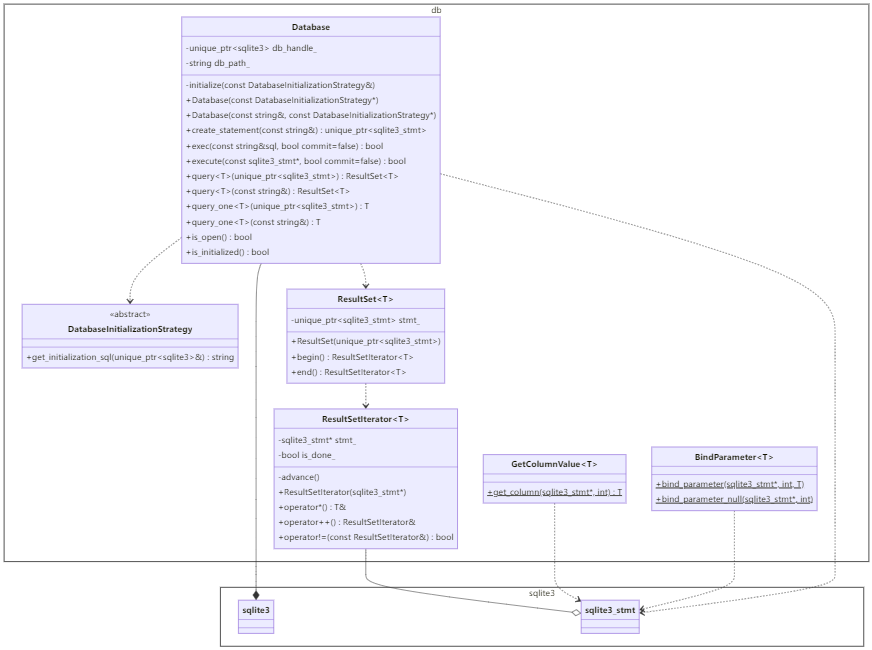 db
Database
-unique_ptr<sqlite3> db_handle_
-string db_path_
-initialize(const DatabaseInitializationStrategy&)
+Database(const DatabaseInitializationStrategy*)
+Database(const string&, const DatabaseInitializationStrategy*)
+create_statement(const string&) : unique_ptr<sqlite3_stmt>
+exec(const string&sql, bool commit=false) : bool
+execute(const sqlite3_stmt*, bool commit=false) : bool
+query<T>(unique_ptr<sqlite3_stmt>) : ResultSet<T>
+query<T>(const string&) : ResultSet<T>
+query_one<T>(unique_ptr<sqlite3_stmt>) : T
+query_one<T>(const string&) : T
+is_open() : bool
+is_initialized() : bool
«abstract»
DatabaseInitializationStrategy
+get_initialization_sql(unique_ptr<sqlite3>&) : string
ResultSet<T>
-unique_ptr<sqlite3_stmt> stmt_
+ResultSet(unique_ptr<sqlite3_stmt>)
+begin() : ResultSetIterator<T>
+end() : ResultSetIterator<T>
ResultSetIterator<T>
-sqlite3_stmt* stmt_
-bool is_done_
-advance()
+ResultSetIterator(sqlite3_stmt*)
+operator*() : T&
+operator++() : ResultSetIterator&
+operator!=(const ResultSetIterator&) : bool
GetColumnValue<T>
+get_column(sqlite3_stmt*, int) : T
BindParameter<T>
+bind_parameter(sqlite3_stmt*, int, T)
+bind_parameter_null(sqlite3_stmt*, int)
sqlite3
sqlite3
sqlite3_stmt